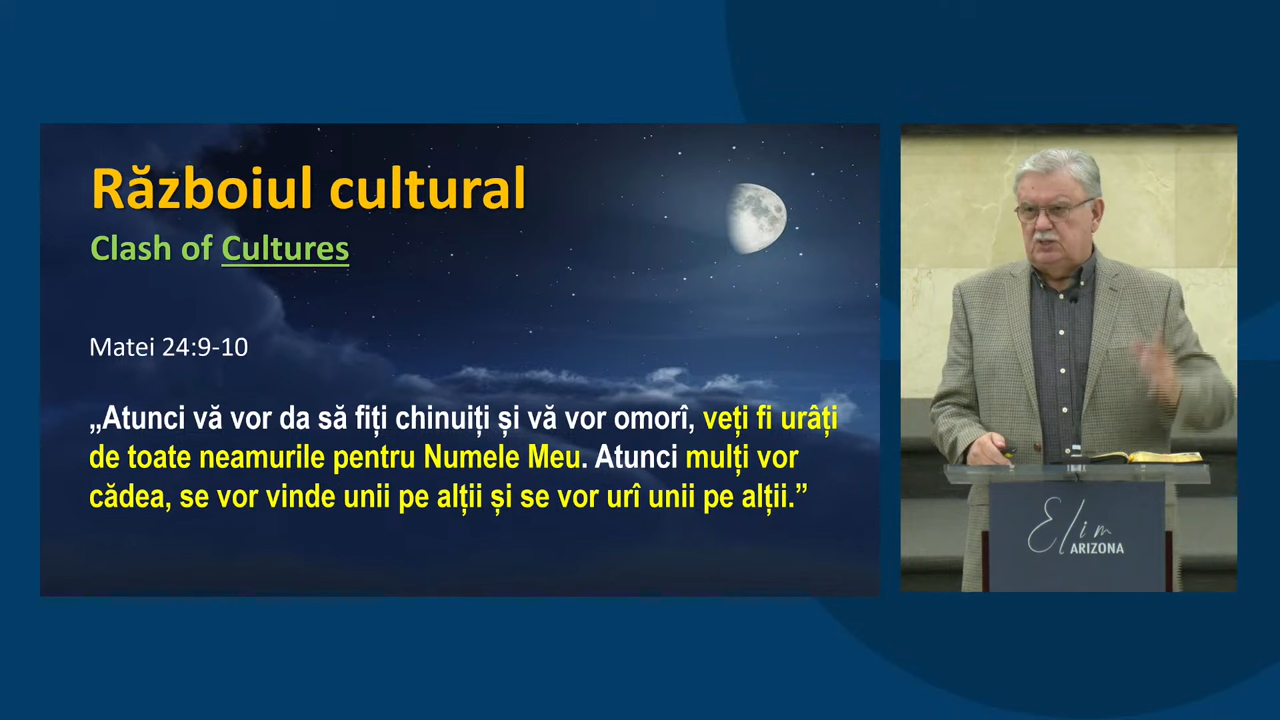 Războiul cultural
Clash of Cultures
Matei 24:9-10
„Atunci vă vor da să fiți chinuiți și vă vor omorî, veți fi urâți
de toate neamurile pentru Numele Meu. Atunci mulți vor
cădea, se vor vinde unii pe alții și se vor urî unii pe alții.”
Elim
ARIZONA